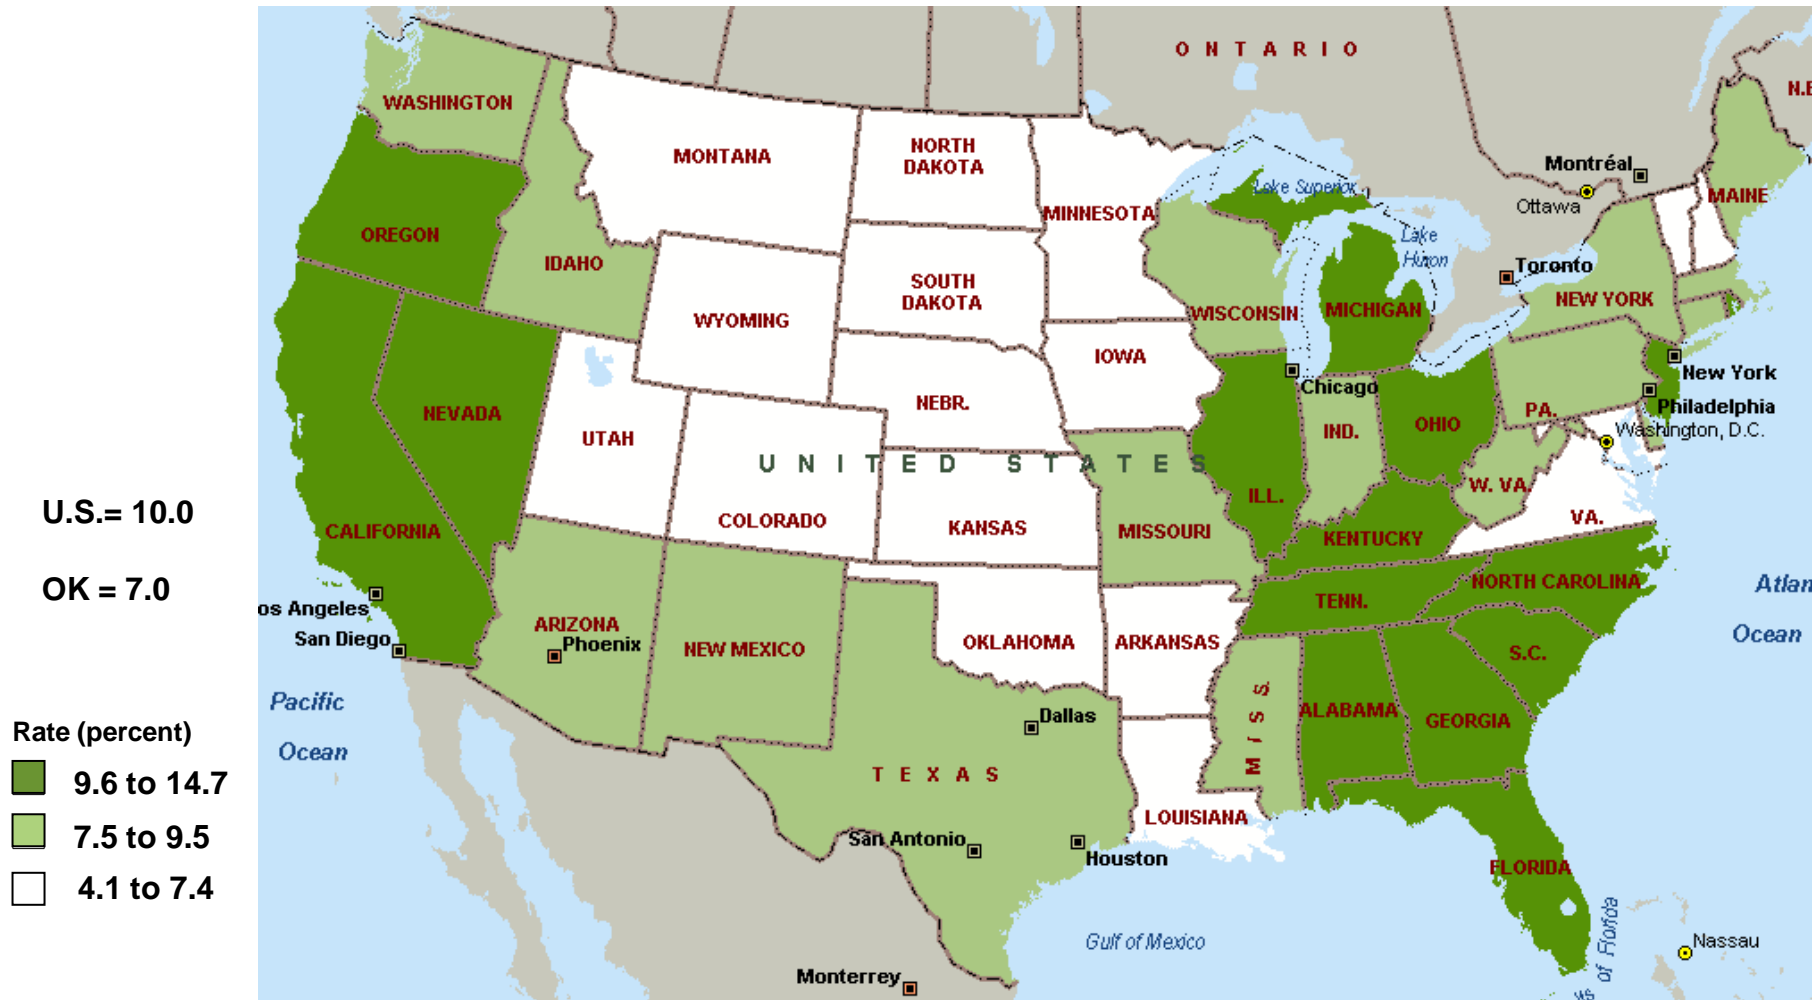 ONTARIO
N.B
WASHINGTON
MONTANA
NORTH
DAKOTA
MINNESOTA
Lake Superior
Montréal
Ottawa
MAINE
OREGON
IDAHO
Lake
Huron
Toronto
SOUTH
DAKOTA
WYOMING
WISCONSIN
MICHIGAN
NEW YORK
IOWA
Chicago
New York
NEVADA
NEBR.
UTAH
IND.
OHIO
PA.
Philadelphia
Washington, D.C.
UNITED STATES
W. VA.
ILL.
U.S.= 10.0
CALIFORNIA
COLORADO
KANSAS
MISSOURI
KENTUCKY
VA.
OK = 7.0
os Angeles
San Diego
ARIZONA
Phoenix
NEW MEXICO
OKLAHOMA
ARKANSAS
TENN.
NORTH CAROLINA
S.C.
Atlan
Ocean
Pacific
Ocean
Dallas
MISS.
ALABAMA
GEORGIA
TEXAS
LOUISIANA
San Antonio
Houston
FLORIDA
Gulf of Mexico
of Florida
Nassau
Monterrey
Rate (percent)
9.6 to 14.7
7.5 to 9.5
4.1 to 7.4